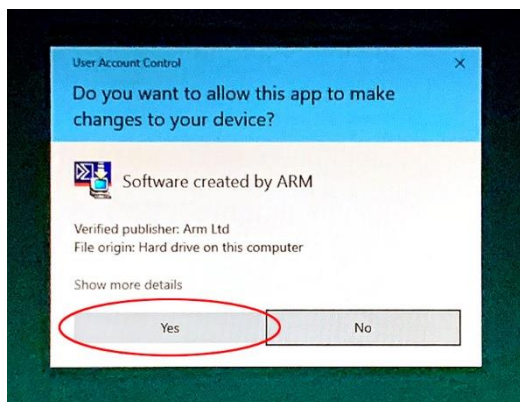 User Account Control
Do you want to allow this app to make
changes to your device?
Software created by ARM
Verified publisher: Arm Ltd
File origin: Hard drive on this computer
Show more details
Yes
No